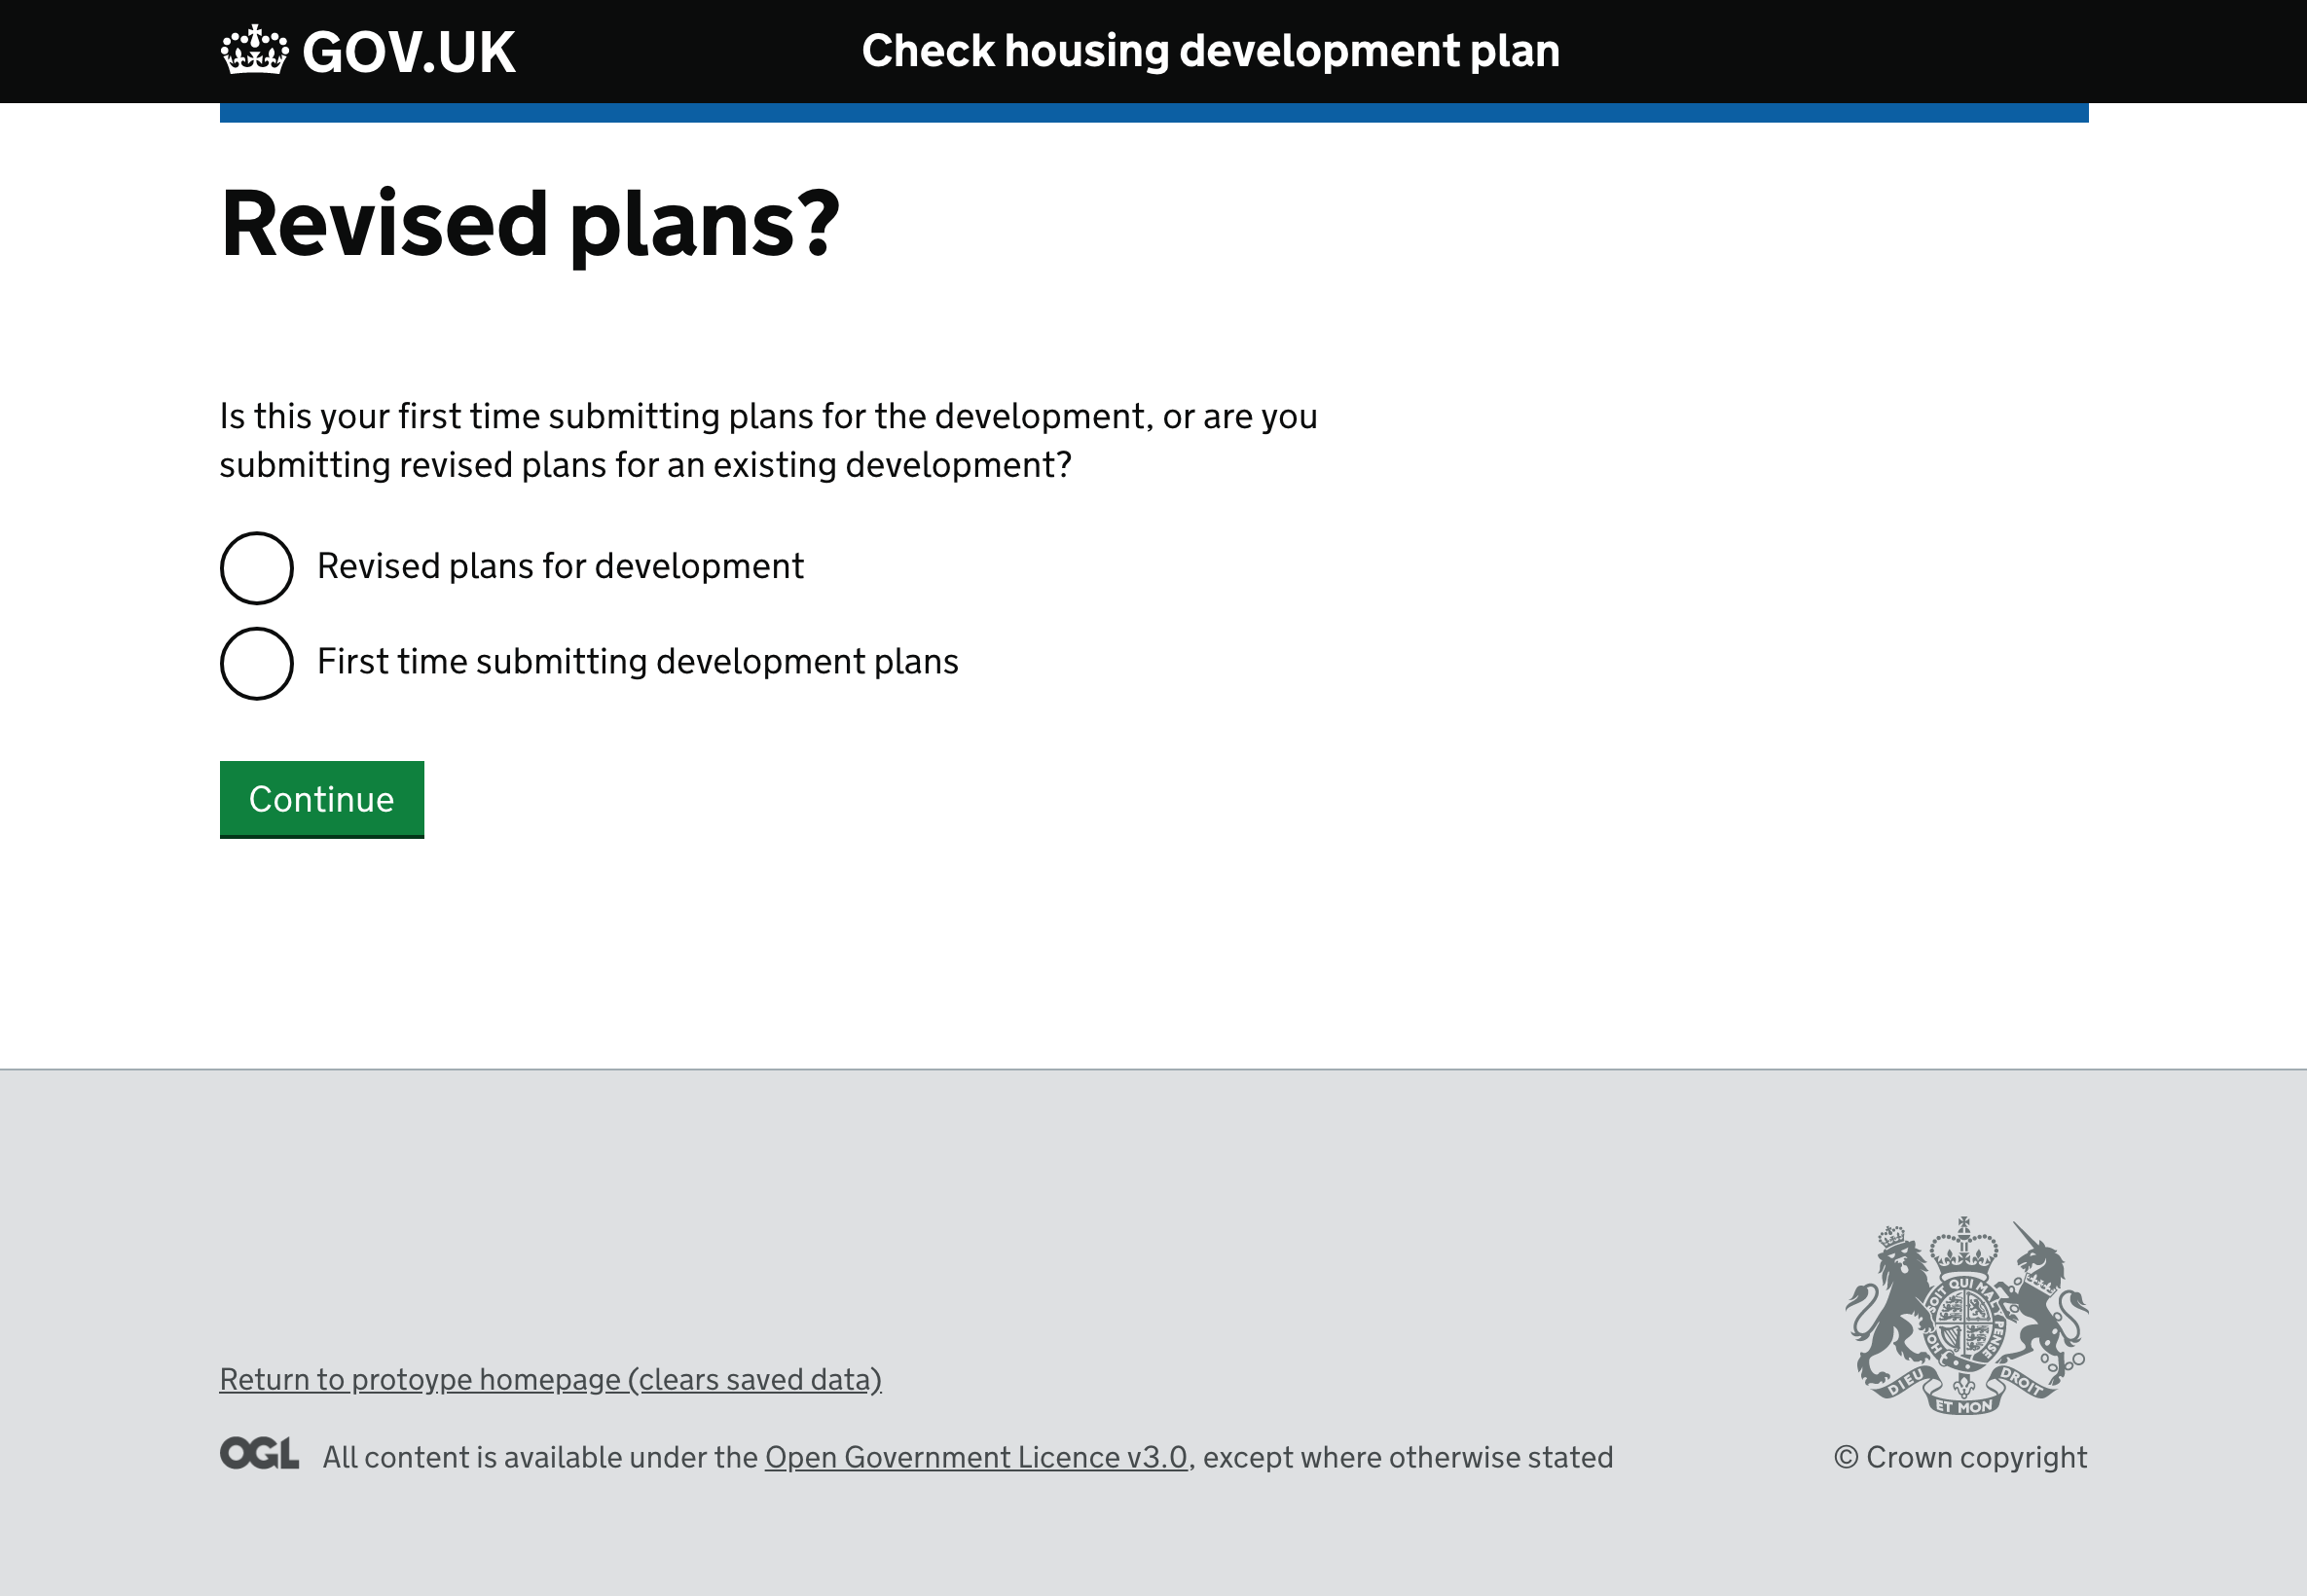 GOV.UK
Check housing development plan
Revised plans?
Is this your first time submitting plans for the development, or are you
submitting revised plans for an existing development?
Revised plans for development
First time submitting development plans
Continue
Return to protoype homepage (clears saved data)
OGL All content is available under the Open Government Licence v3.0, except where otherwise stated
HONI SOIT QUI MAL Y PENSE
DIEU ET MON DROIT
© Crown copyright